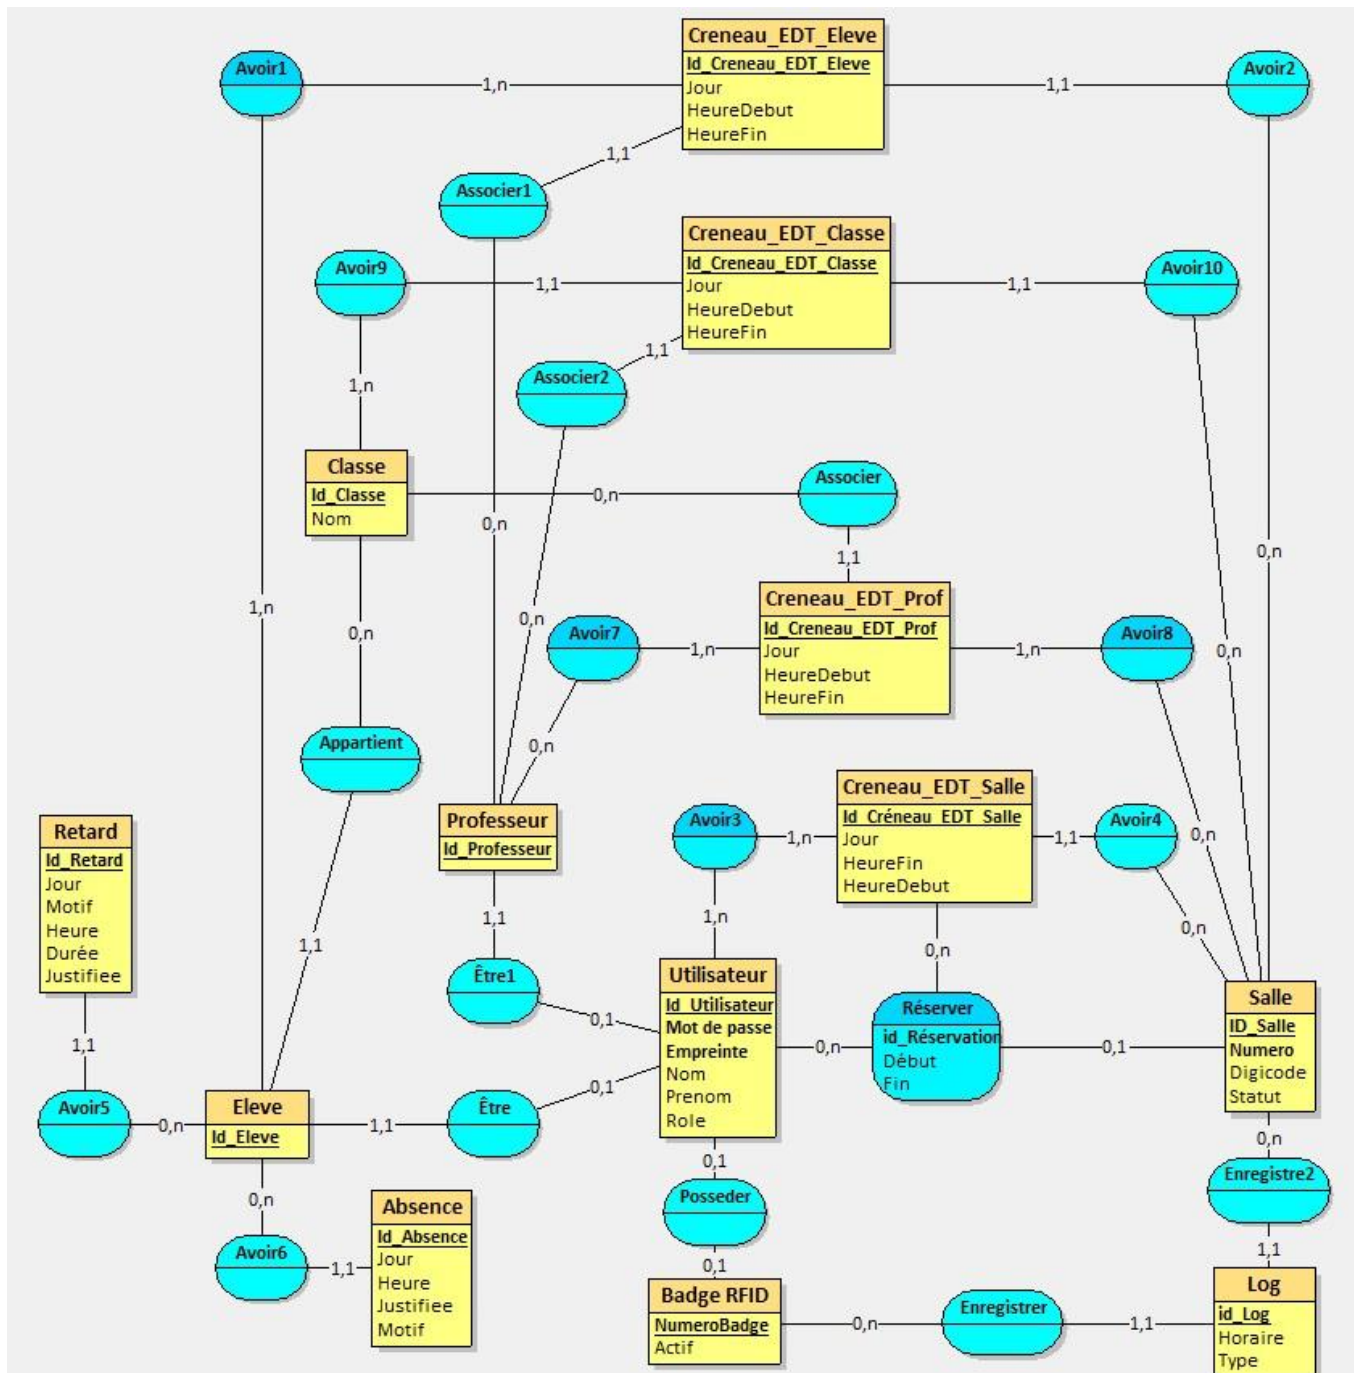 Creneau_EDT_Eleve
Id_Creneau_EDT_Eleve
Jour
HeureDebut
HeureFin
Avoir1
1,n
1,1
Avoir2
1,1
Associer1
Creneau_EDT_Classe
Id_Creneau_EDT_Classe
Jour
HeureDebut
HeureFin
Avoir9
1,1
1,1
Avoir10
1,1
Associer2
1,n
Classe
Id_Classe
Nom
0,n
Associer
0,n
1,1
0,n
1,n
Creneau_EDT_Prof
Id_Creneau_EDT_Prof
Jour
HeureDebut
HeureFin
0,n
0,n
Avoir7
1,n
1,n
Avoir8
0,n
0,n
Appartient
1,1
Creneau_EDT_Salle
Id_Créneau_EDT_Salle
Jour
HeureFin
HeureDebut
Avoir3
1,n
1,1
Avoir4
0,n
0,n
Professeur
Id_Professeur
Retard
Id_Retard
Jour
Motif
Heure
Durée
Justifiee
1,1
1,n
0,n
Être1
0,1
Utilisateur
Id_Utilisateur
Mot de passe
Empreinte
Nom
Prenom
Role
0,n
Réserver
id_Réservation
Début
Fin
0,1
Salle
ID_Salle
Numero
Digicode
Statut
1,1
Avoir5
0,n
Eleve
Id_Eleve
1,1
Être
0,1
0,n
Avoir6
1,1
Absence
Id_Absence
Jour
Heure
Justifiee
Motif
0,1
Posseder
0,1
Badge RFID
NumeroBadge
Actif
0,n
Enregistrer
1,1
0,n
Enregistre2
1,1
Log
id_Log
Horaire
Type